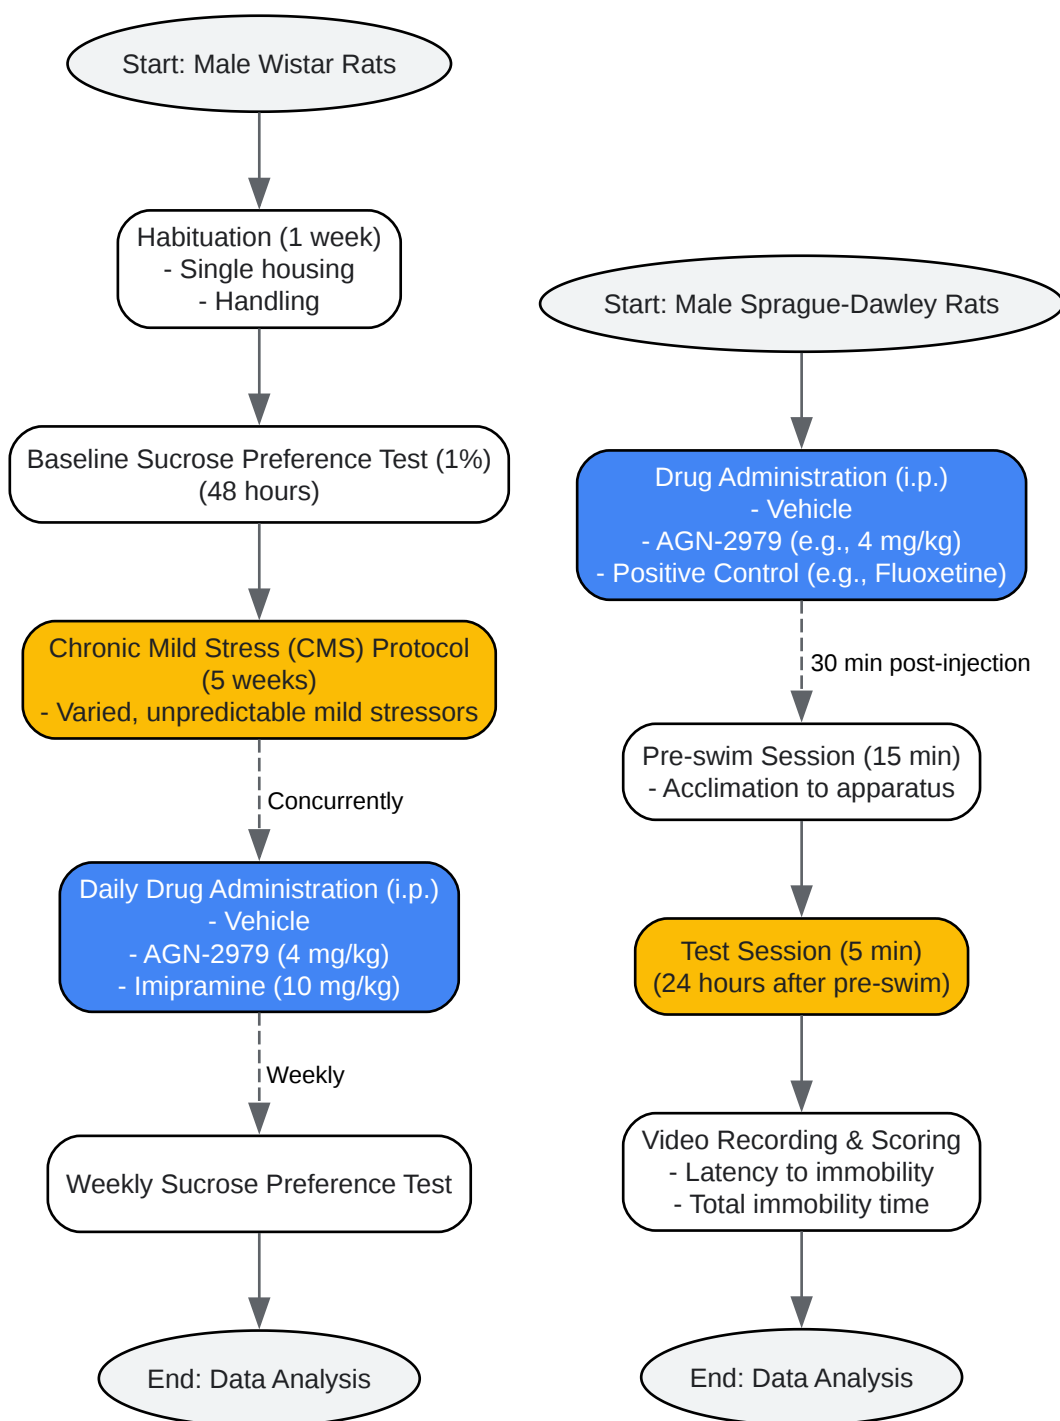 Start: Male Wistar Rats
Habituation (1 week)
- Single housing
- Handling
Baseline Sucrose Preference Test (1%)
(48 hours)
Chronic Mild Stress (CMS) Protocol
(5 weeks)
- Varied, unpredictable mild stressors
Concurrently
Daily Drug Administration (i.p.)
- Vehicle
- AGN-2979 (4 mg/kg)
- Imipramine (10 mg/kg)
Weekly
Weekly Sucrose Preference Test
End: Data Analysis
Start: Male Sprague-Dawley Rats
Drug Administration (i.p.)
- Vehicle
- AGN-2979 (e.g., 4 mg/kg)
- Positive Control (e.g., Fluoxetine)
30 min post-injection
Pre-swim Session (15 min)
- Acclimation to apparatus
Test Session (5 min)
(24 hours after pre-swim)
Video Recording & Scoring
- Latency to immobility
- Total immobility time
End: Data Analysis